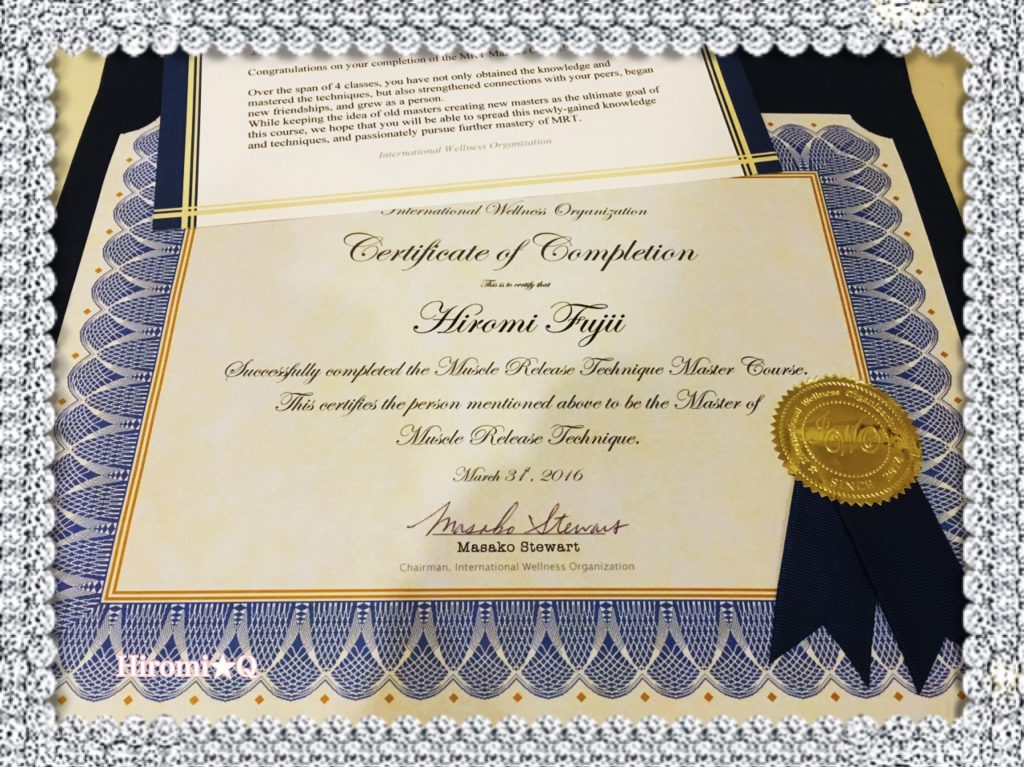 Congratulations on your completion of the MRT
Over the span of 4 classes, you have not only obtained the knowledge and
mastered the techniques, but also strengthened connections with your peers, began
new friendships, and grew as a person.
While keeping the idea of old masters creating new masters as the ultimate goal of
this course, we hope that you will be able to spread this newly-gained knowledge
and techniques, and passionately pursue further mastery of MRT.
International Wellness Organization
International Wellness Organization
Certificate of Completion
This is to certify that
Hiromi Fujii
Successfully completed the Muscle Release Technique Master Course.
This certifies the person mentioned above to be the Master of
Muscle Release Technique.
March 31st, 2016
Masako Stewart
Masako Stewart
Chairman, International Wellness Organization
Wellness
IWO
SINCE
Hiromi★Q